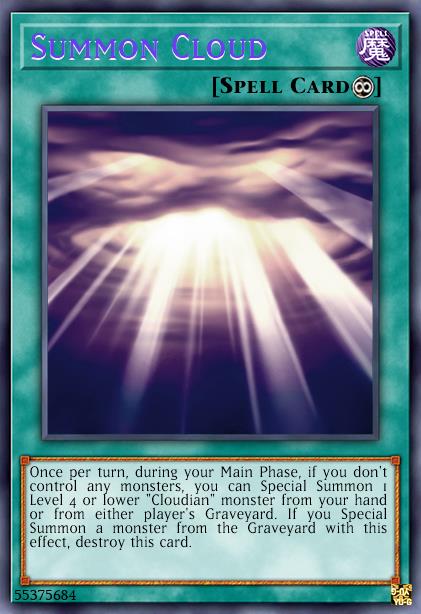 Summon Cloud
SPELL
魔
[Spell Card]
Once per turn, during your Main Phase, if you don't
control any monsters, you can Special Summon 1
Level 4 or lower "Cloudian" monster from your hand
or from either player's Graveyard. If you Special
Summon a monster from the Graveyard with this
effect, destroy this card.
55375684